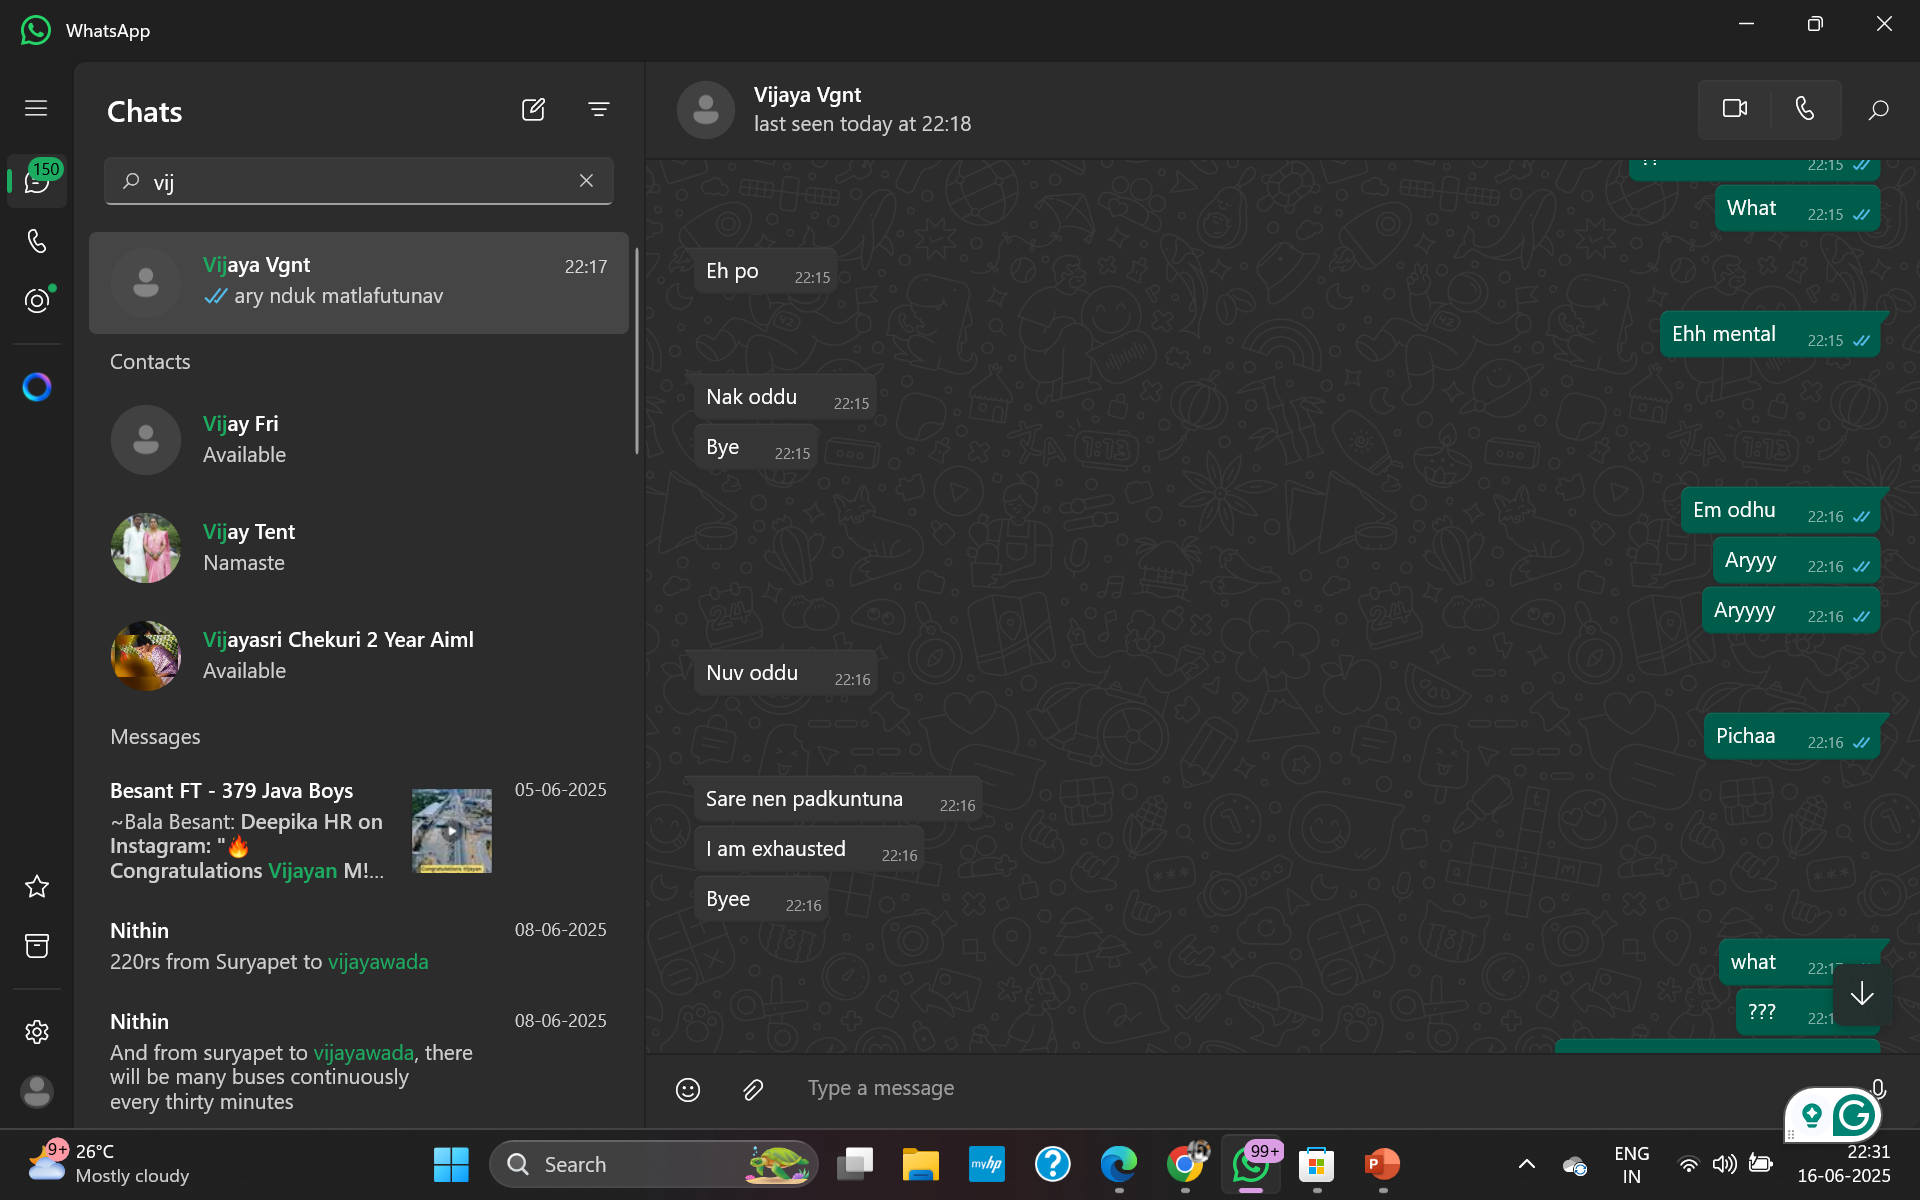 WhatsApp
Chats
150
vij
Vijaya Vgnt
22:17
ary nduk matlafutunav
Contacts
Vijay Fri
Available
Vijay Tent
Namaste
Vijayasri Chekuri 2 Year Aiml
Available
Messages
Besant FT - 379 Java Boys
05-06-2025
~Bala Besant: Deepika HR on
Instagram: "🔥
Congratulations Vijayan M!...
Congratulations Vijayan
Nithin
08-06-2025
220rs from Suryapet to vijayawada
Nithin
08-06-2025
And from suryapet to vijayawada, there
will be many buses continuously
every thirty minutes
Vijaya Vgnt
last seen today at 22:18
22:15
What 22:15
Eh po 22:15
Ehh mental 22:15
Nak oddu 22:15
Bye 22:15
Em odhu 22:16
Aryyy 22:16
Aryyyy 22:16
Nuv oddu 22:16
Pichaa 22:16
Sare nen padkuntuna 22:16
I am exhausted 22:16
Byee 22:16
what
???
Type a message
9+
26°C
Mostly cloudy
Search
myhp
99+
ENG
IN
22:31
16-06-2025